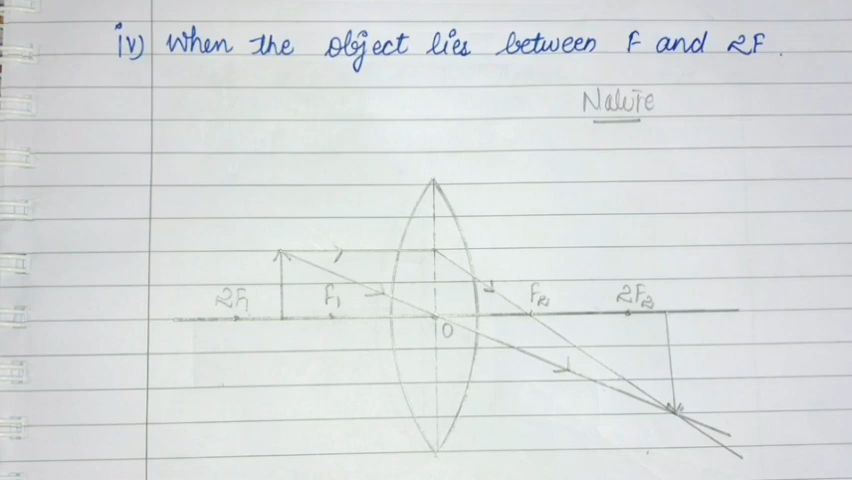 iv) When the object lies between F and 2F.
Nature
2F₁ F₁ F₂ 2F₂
O